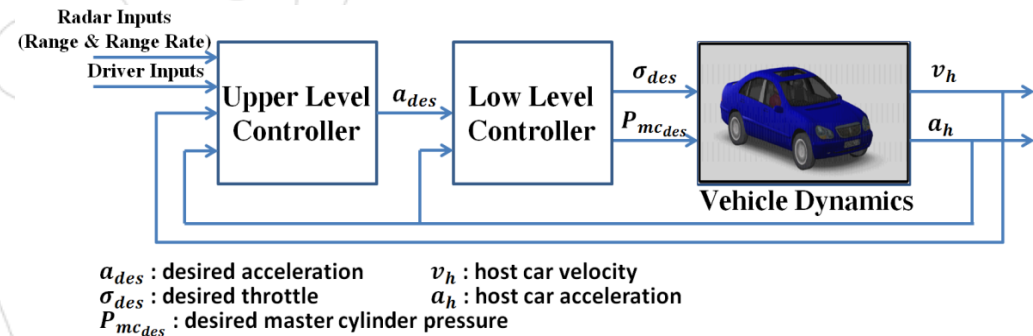 Radar Inputs
(Range & Range Rate)
Driver Inputs
Upper Level
Controller
a_des
Low Level
Controller
σ_des
P_mc_des
v_h
a_h
Vehicle Dynamics
a_des : desired acceleration
v_h : host car velocity
σ_des : desired throttle
a_h : host car acceleration
P_mc_des : desired master cylinder pressure